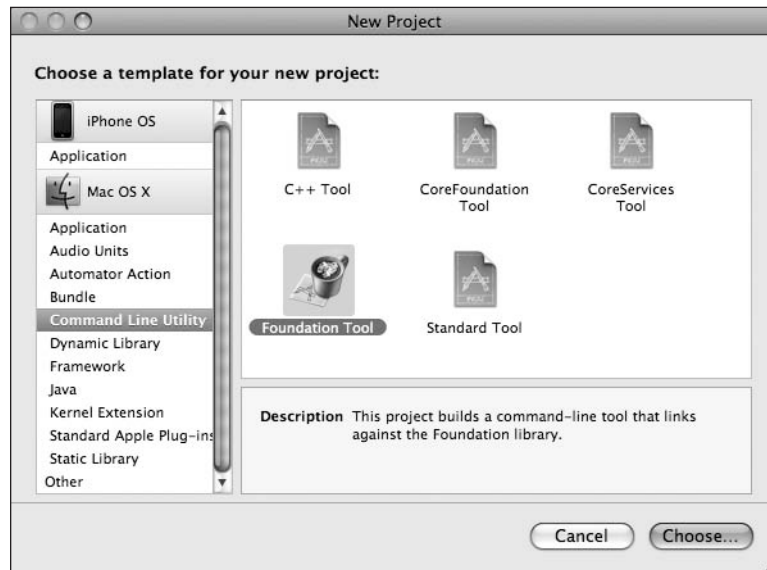 New Project
Choose a template for your new project:
iPhone OS
Application
Mac OS X
Application
Audio Units
Automator Action
Bundle
Command Line Utility
Dynamic Library
Framework
Java
Kernel Extension
Standard Apple Plug-ins
Static Library
Other
C++ Tool
CoreFoundation
Tool
CoreServices
Tool
Foundation Tool
Standard Tool
Description This project builds a command-line tool that links
against the Foundation library.
Cancel
Choose...